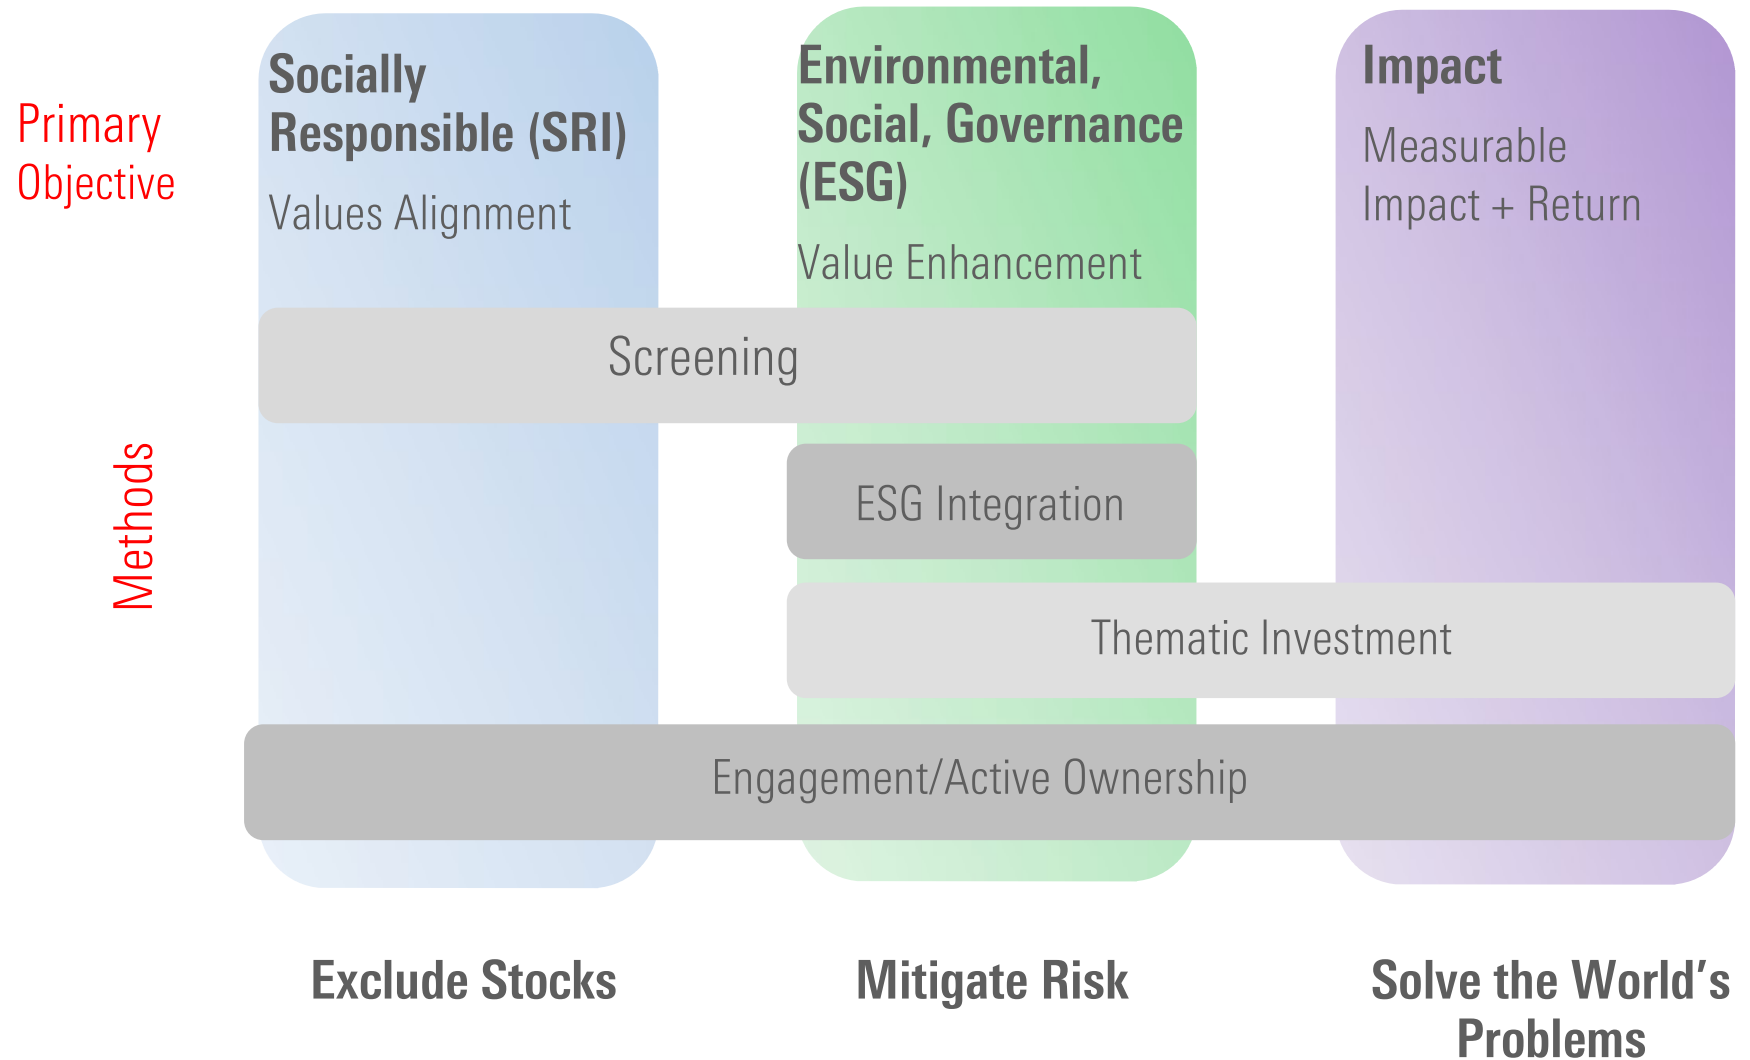 Primary
Objective
Socially
Responsible (SRI)
Values Alignment
Environmental,
Social, Governance
(ESG)
Value Enhancement
Impact
Measurable
Impact + Return
Methods
Screening
ESG Integration
Thematic Investment
Engagement/Active Ownership
Exclude Stocks
Mitigate Risk
Solve the World’s
Problems